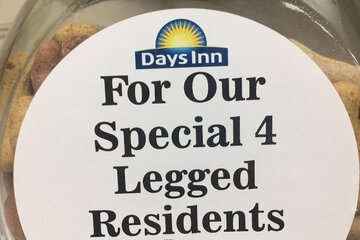 Days Inn
For Our
Special 4
Legged
Residents